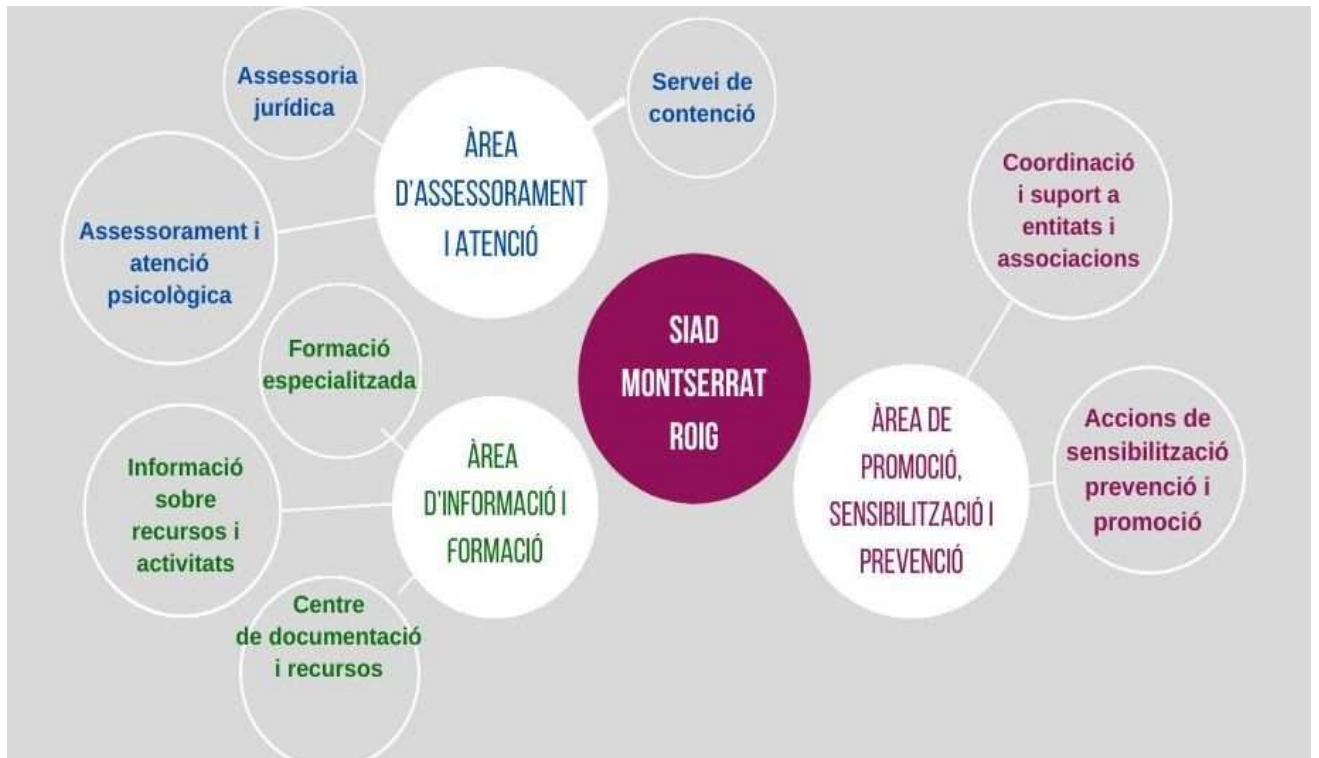 Assessoria
jurídica
ÀREA
D'ASSESSORAMENT
I ATENCIÓ
Servei de
contenció
Assessorament i
atenció
psicològica
Formació
especialitzada
Informació
sobre
recursos i
activitats
ÀREA
D'INFORMACIÓ I
FORMACIÓ
Centre
de documentació
i recursos
SIAD
MONTSERRAT
ROIG
Coordinació
i suport a
entitats i
associacions
ÀREA DE
PROMOCIÓ,
SENSIBILITZACIÓ I
PREVENCIÓ
Accions de
sensibilització
prevenció i
promoció